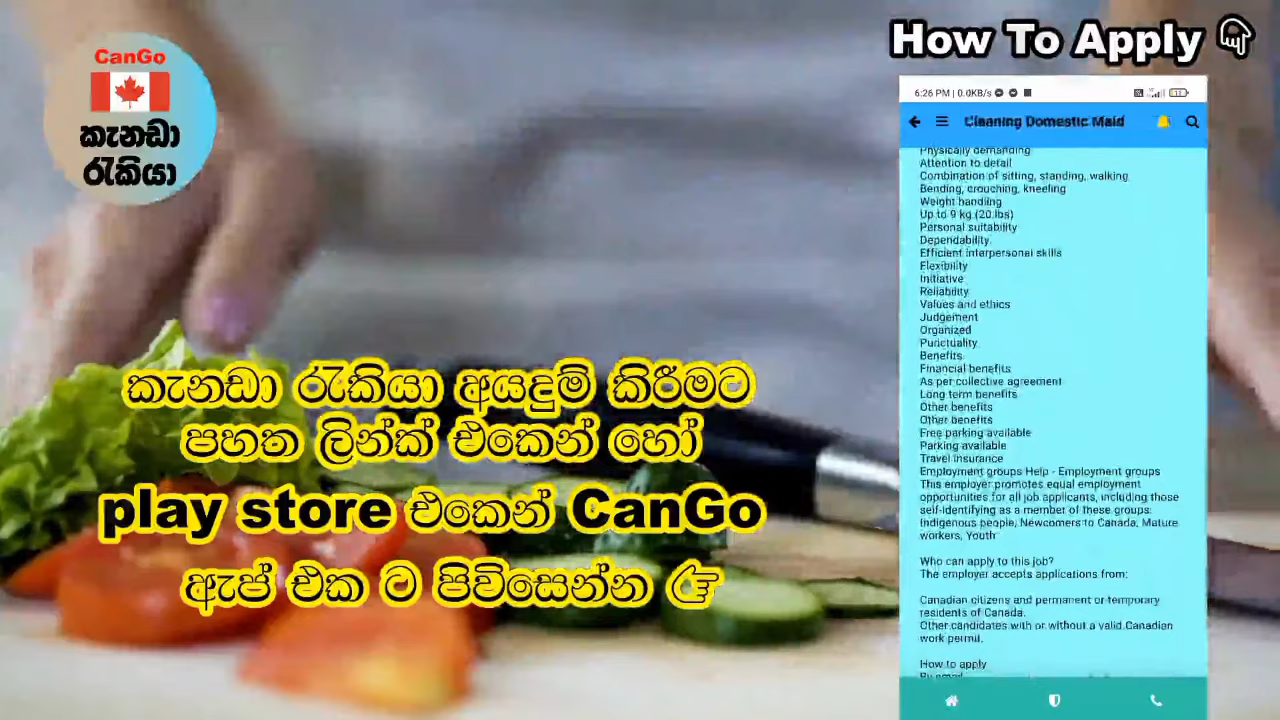 CanGo
කැනඩා
රැකියා
කැනඩා රැකියා අයදුම් කිරීමට
පහත ලින්ක් එකෙන් හෝ
play store එකෙන් CanGo
ඇප් එක ට පිවිසෙන්න
How To Apply
6:26 PM | 0.0KB/s
Cleaning Domestic Maid
Physically demanding
Attention to detail
Combination of sitting, standing, walking
Bending, crouching, kneeling
Weight handling
Up to 9 kg (20 lbs)
Personal suitability
Dependability
Efficient interpersonal skills
Flexibility
Initiative
Reliability
Values and ethics
Judgement
Organized
Punctuality
Benefits
Financial benefits
As per collective agreement
Long term benefits
Other benefits
Other benefits
Free parking available
Parking available
Travel insurance
Employment groups Help - Employment groups
This employer promotes equal employment
opportunities for all job applicants, including those
self-identifying as a member of these groups:
Indigenous people, Newcomers to Canada, Mature
workers, Youth
Who can apply to this job?
The employer accepts applications from:
Canadian citizens and permanent or temporary
residents of Canada.
Other candidates with or without a valid Canadian
work permit.
How to apply
By email